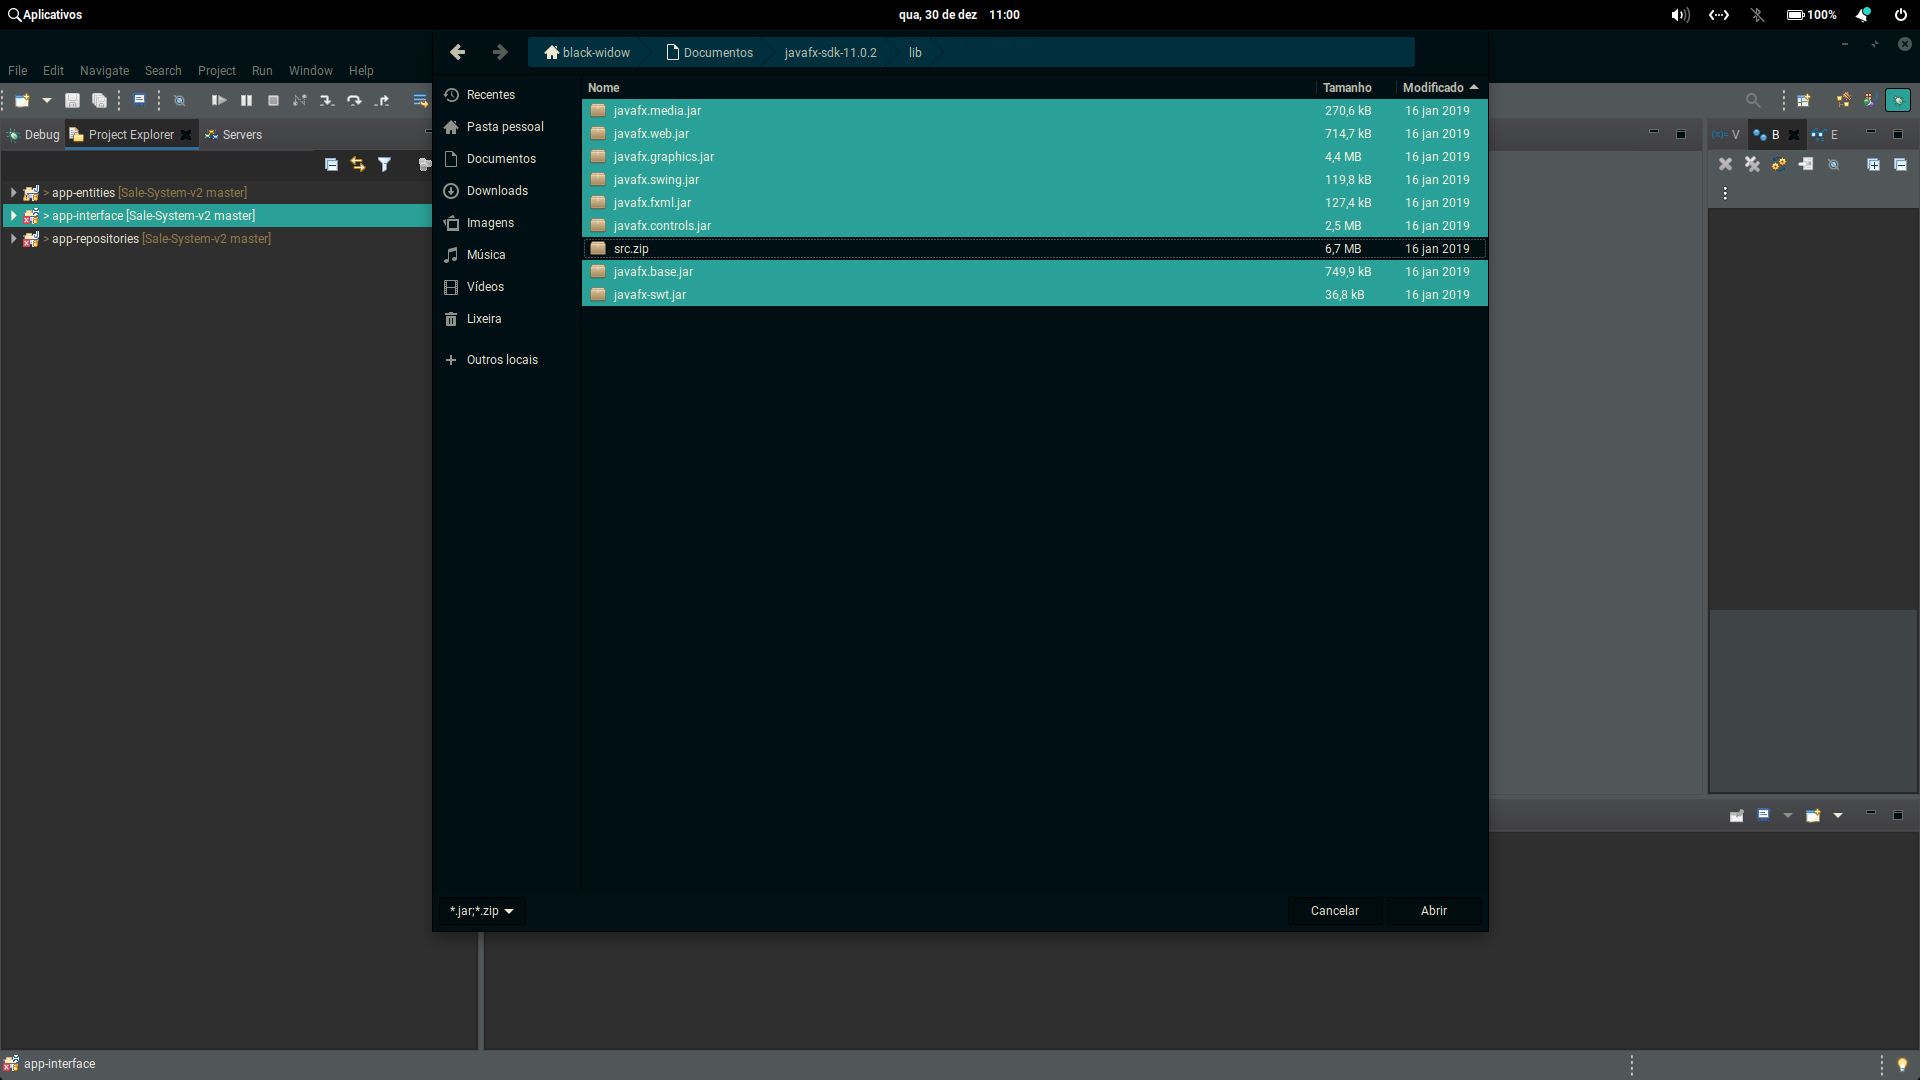 Aplicativos
qua, 30 de dez 11:00
100%
black-widow
Documentos
javafx-sdk-11.0.2
lib
File Edit Navigate Search Project Run Window Help
Debug
Project Explorer
Servers
> app-entities [Sale-System-v2 master]
> app-interface [Sale-System-v2 master]
> app-repositories [Sale-System-v2 master]
Recentes
Pasta pessoal
Documentos
Downloads
Imagens
Música
Vídeos
Lixeira
Outros locais
Nome Tamanho Modificado
javafx.media.jar 270,6 kB 16 jan 2019
javafx.web.jar 714,7 kB 16 jan 2019
javafx.graphics.jar 4,4 MB 16 jan 2019
javafx.swing.jar 119,8 kB 16 jan 2019
javafx.fxml.jar 127,4 kB 16 jan 2019
javafx.controls.jar 2,5 MB 16 jan 2019
src.zip 6,7 MB 16 jan 2019
javafx.base.jar 749,9 kB 16 jan 2019
javafx-swt.jar 36,8 kB 16 jan 2019
(x)= V
B
E
*.jar;*.zip
Cancelar
Abrir
app-interface